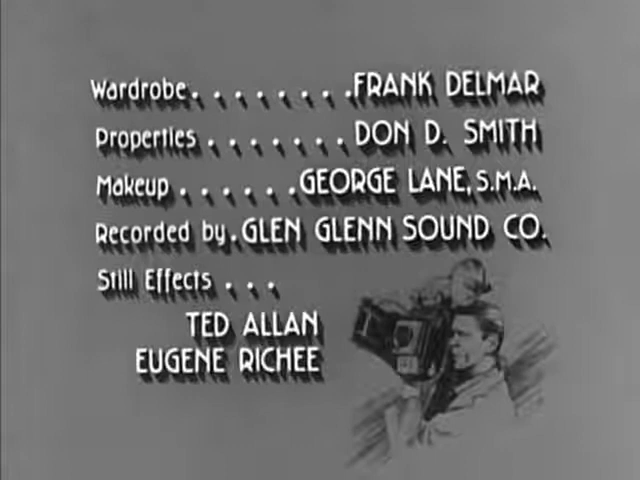 Wardrobe........FRANK DELMAR
Properties.......DON D. SMITH
Makeup......GEORGE LANE, S.M.A.
Recorded by.GLEN GLENN SOUND CO.
Still Effects...
TED ALLAN
EUGENE RICHEE